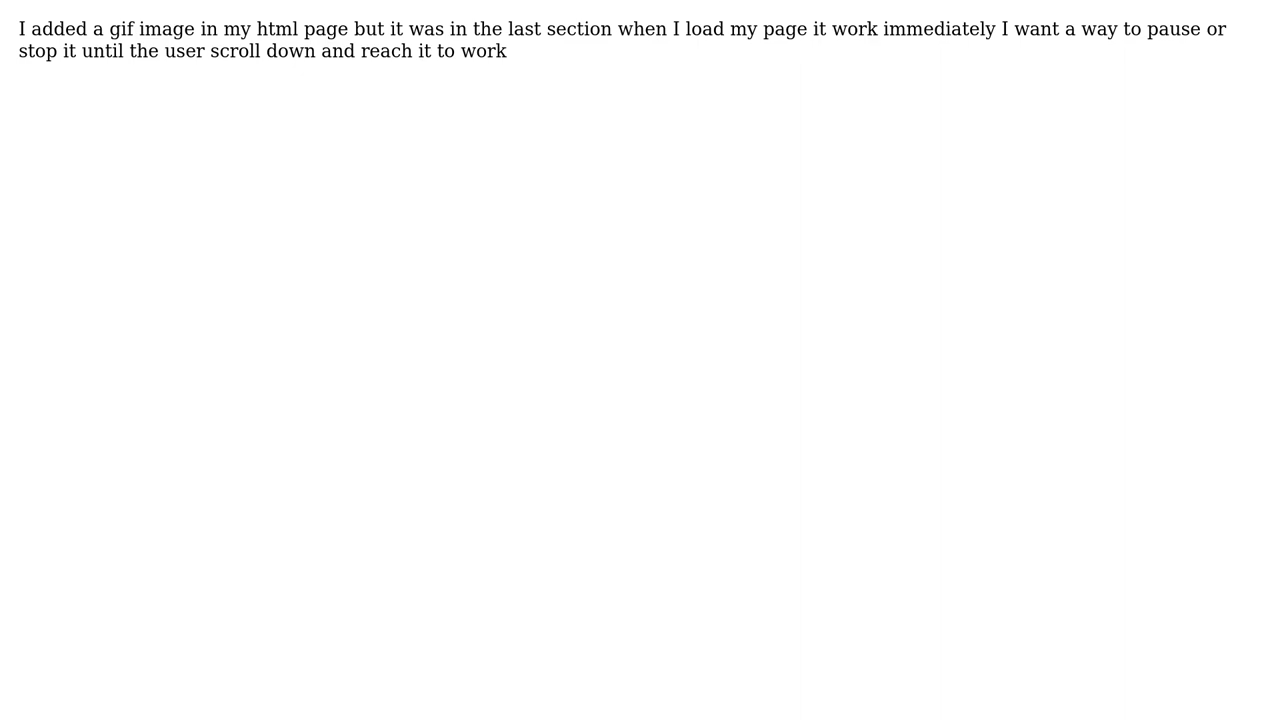 I added a gif image in my html page but it was in the last section when I load my page it work immediately I want a way to pause or
stop it until the user scroll down and reach it to work